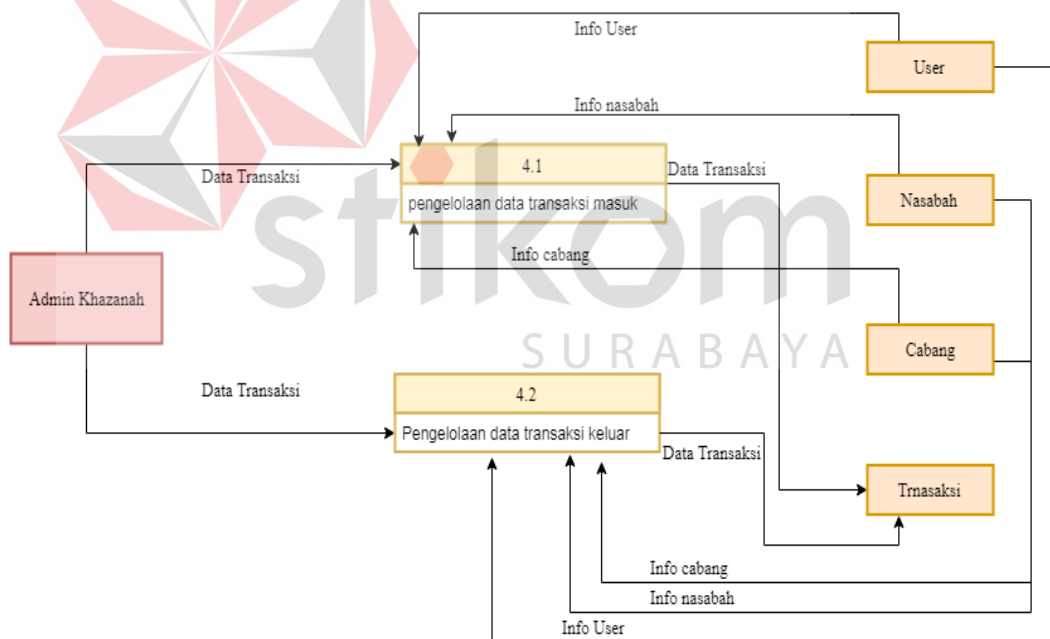 Info User
User
Info nasabah
4.1
Data Transaksi
Data Transaksi
pengelolaan data transaksi masuk
Nasabah
stikom
Info cabang
Admin Khazanah
SURABAYA
Cabang
4.2
Data Transaksi
Pengelolaan data transaksi keluar
Data Transaksi
Trnasaksi
Info cabang
Info nasabah
Info User